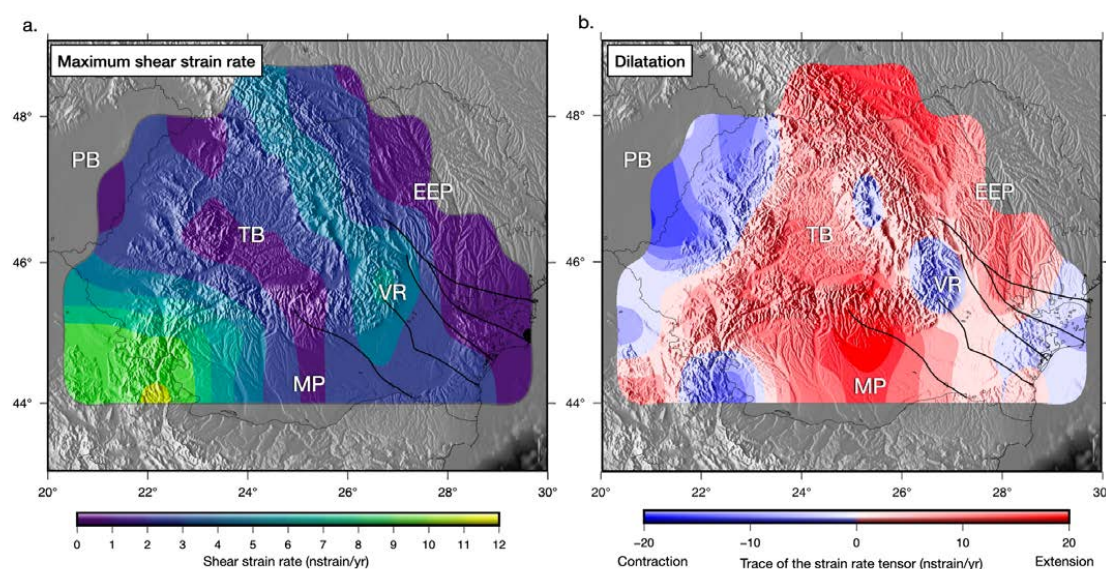 a.
Maximum shear strain rate
48°
46°
44°
PB
EEP
TB
VR
MP
20° 22° 24° 26° 28° 30°
0 1 2 3 4 5 6 7 8 9 10 11 12
Shear strain rate (nstrain/yr)
b.
Dilatation
48°
46°
44°
PB
EEP
TB
VR
MP
20° 22° 24° 26° 28° 30°
−20 −10 0 10 20
Contraction Trace of the strain rate tensor (nstrain/yr) Extension